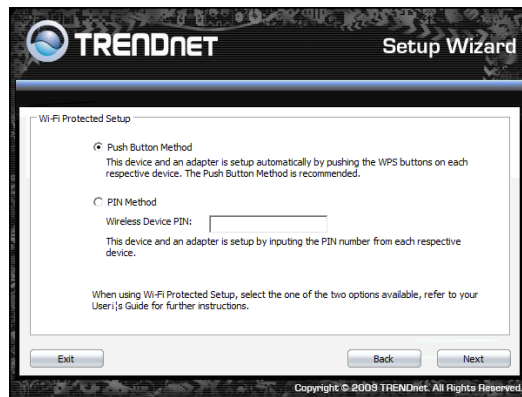 TRENDNET
Setup Wizard
Wi-Fi Protected Setup
Push Button Method
This device and an adapter is setup automatically by pushing the WPS buttons on each
respective device. The Push Button Method is recommended.
PIN Method
Wireless Device PIN:
This device and an adapter is setup by inputing the PIN number from each respective
device.
When using Wi-Fi Protected Setup, select the one of the two options available, refer to your
Useri¦s Guide for further instructions.
Exit
Back
Next
Copyright © 2009 TRENDnet. All Rights Reserved.